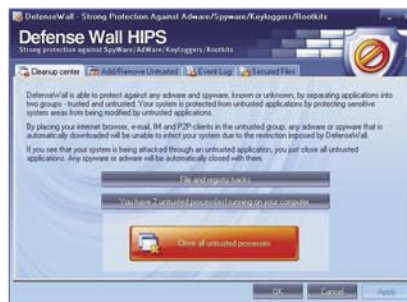 DefenseWall - Strong Protection Against Adware/Spyware/Keyloggers/Rootkits
Defense Wall HIPS
Strong protection against SpyWare/AdWare/Keyloggers/Rootkits
Cleanup center Add/Remove Untrusted Event Log Secured Files
DefenseWall is able to protect against any adware and spyware, known or unknown, by separating applications into
two groups - trusted and untrusted. Your system is protected from untrusted applications by protecting sensitive
system areas from being modified by untrusted applications.
By placing your internet browser, e-mail, IM and P2P-clients in the untrusted group, any adware or spyware that is
automatically downloaded will be unable to infect your system due to the restriction imposed by DefenseWall.
If you see that your system is being attacked through an untrusted application, you just close all untrusted
applications. Any spyware or adware will be automatically closed with them.
File and registry tracks
You have 2 untrusted process(es) running on your computer
Close all untrusted processes
OK Cancel Apply